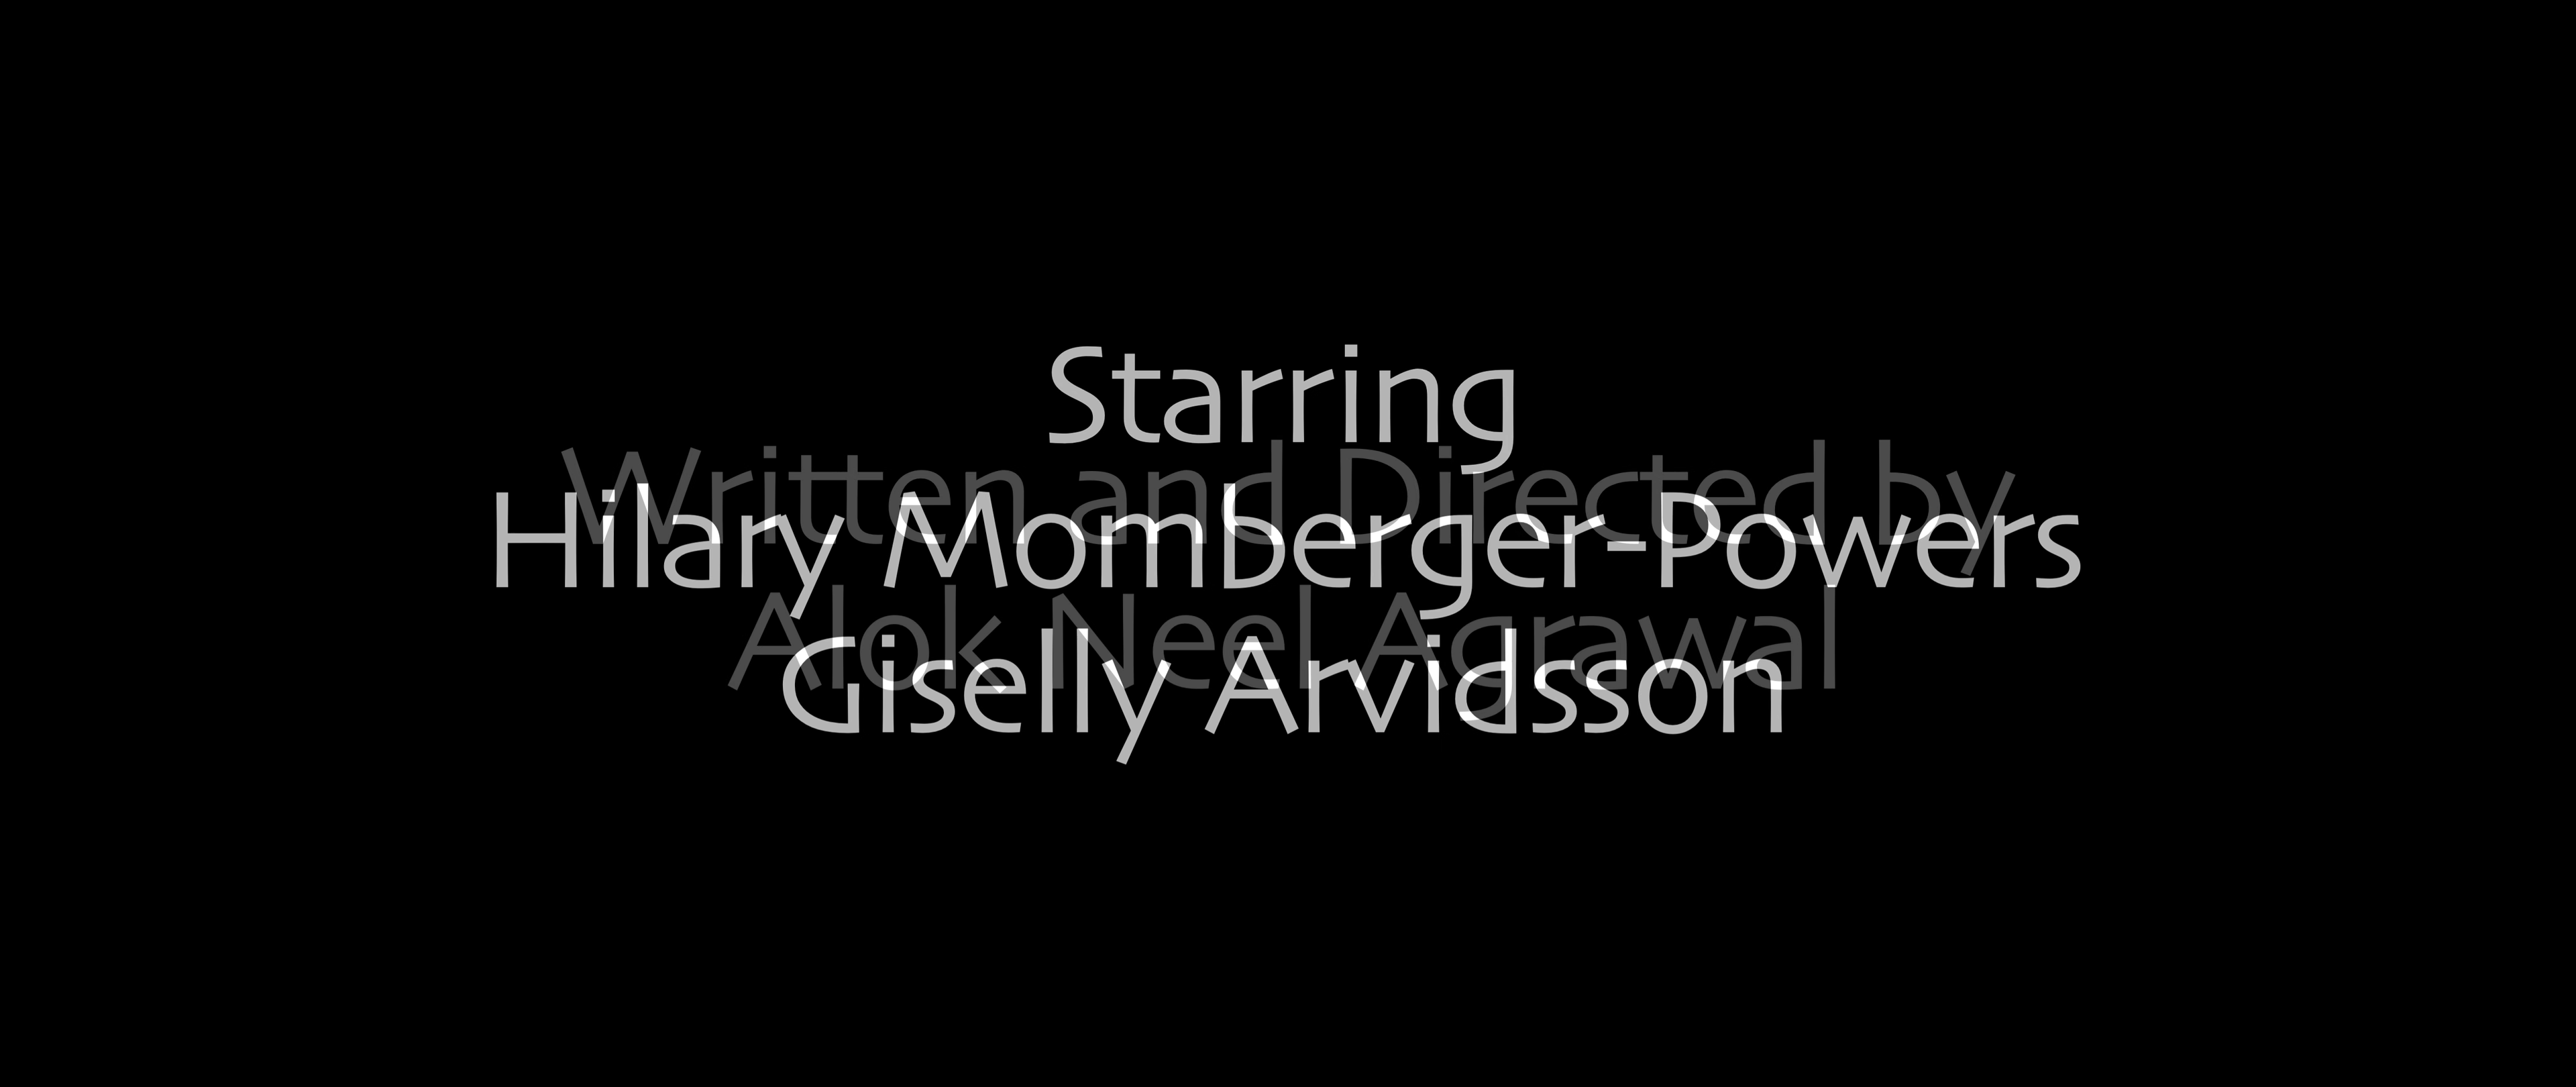 Starring
Written and Directed by
Hilary Momberger-Powers
Alok Neel Agrawal
Giselly Arvidsson